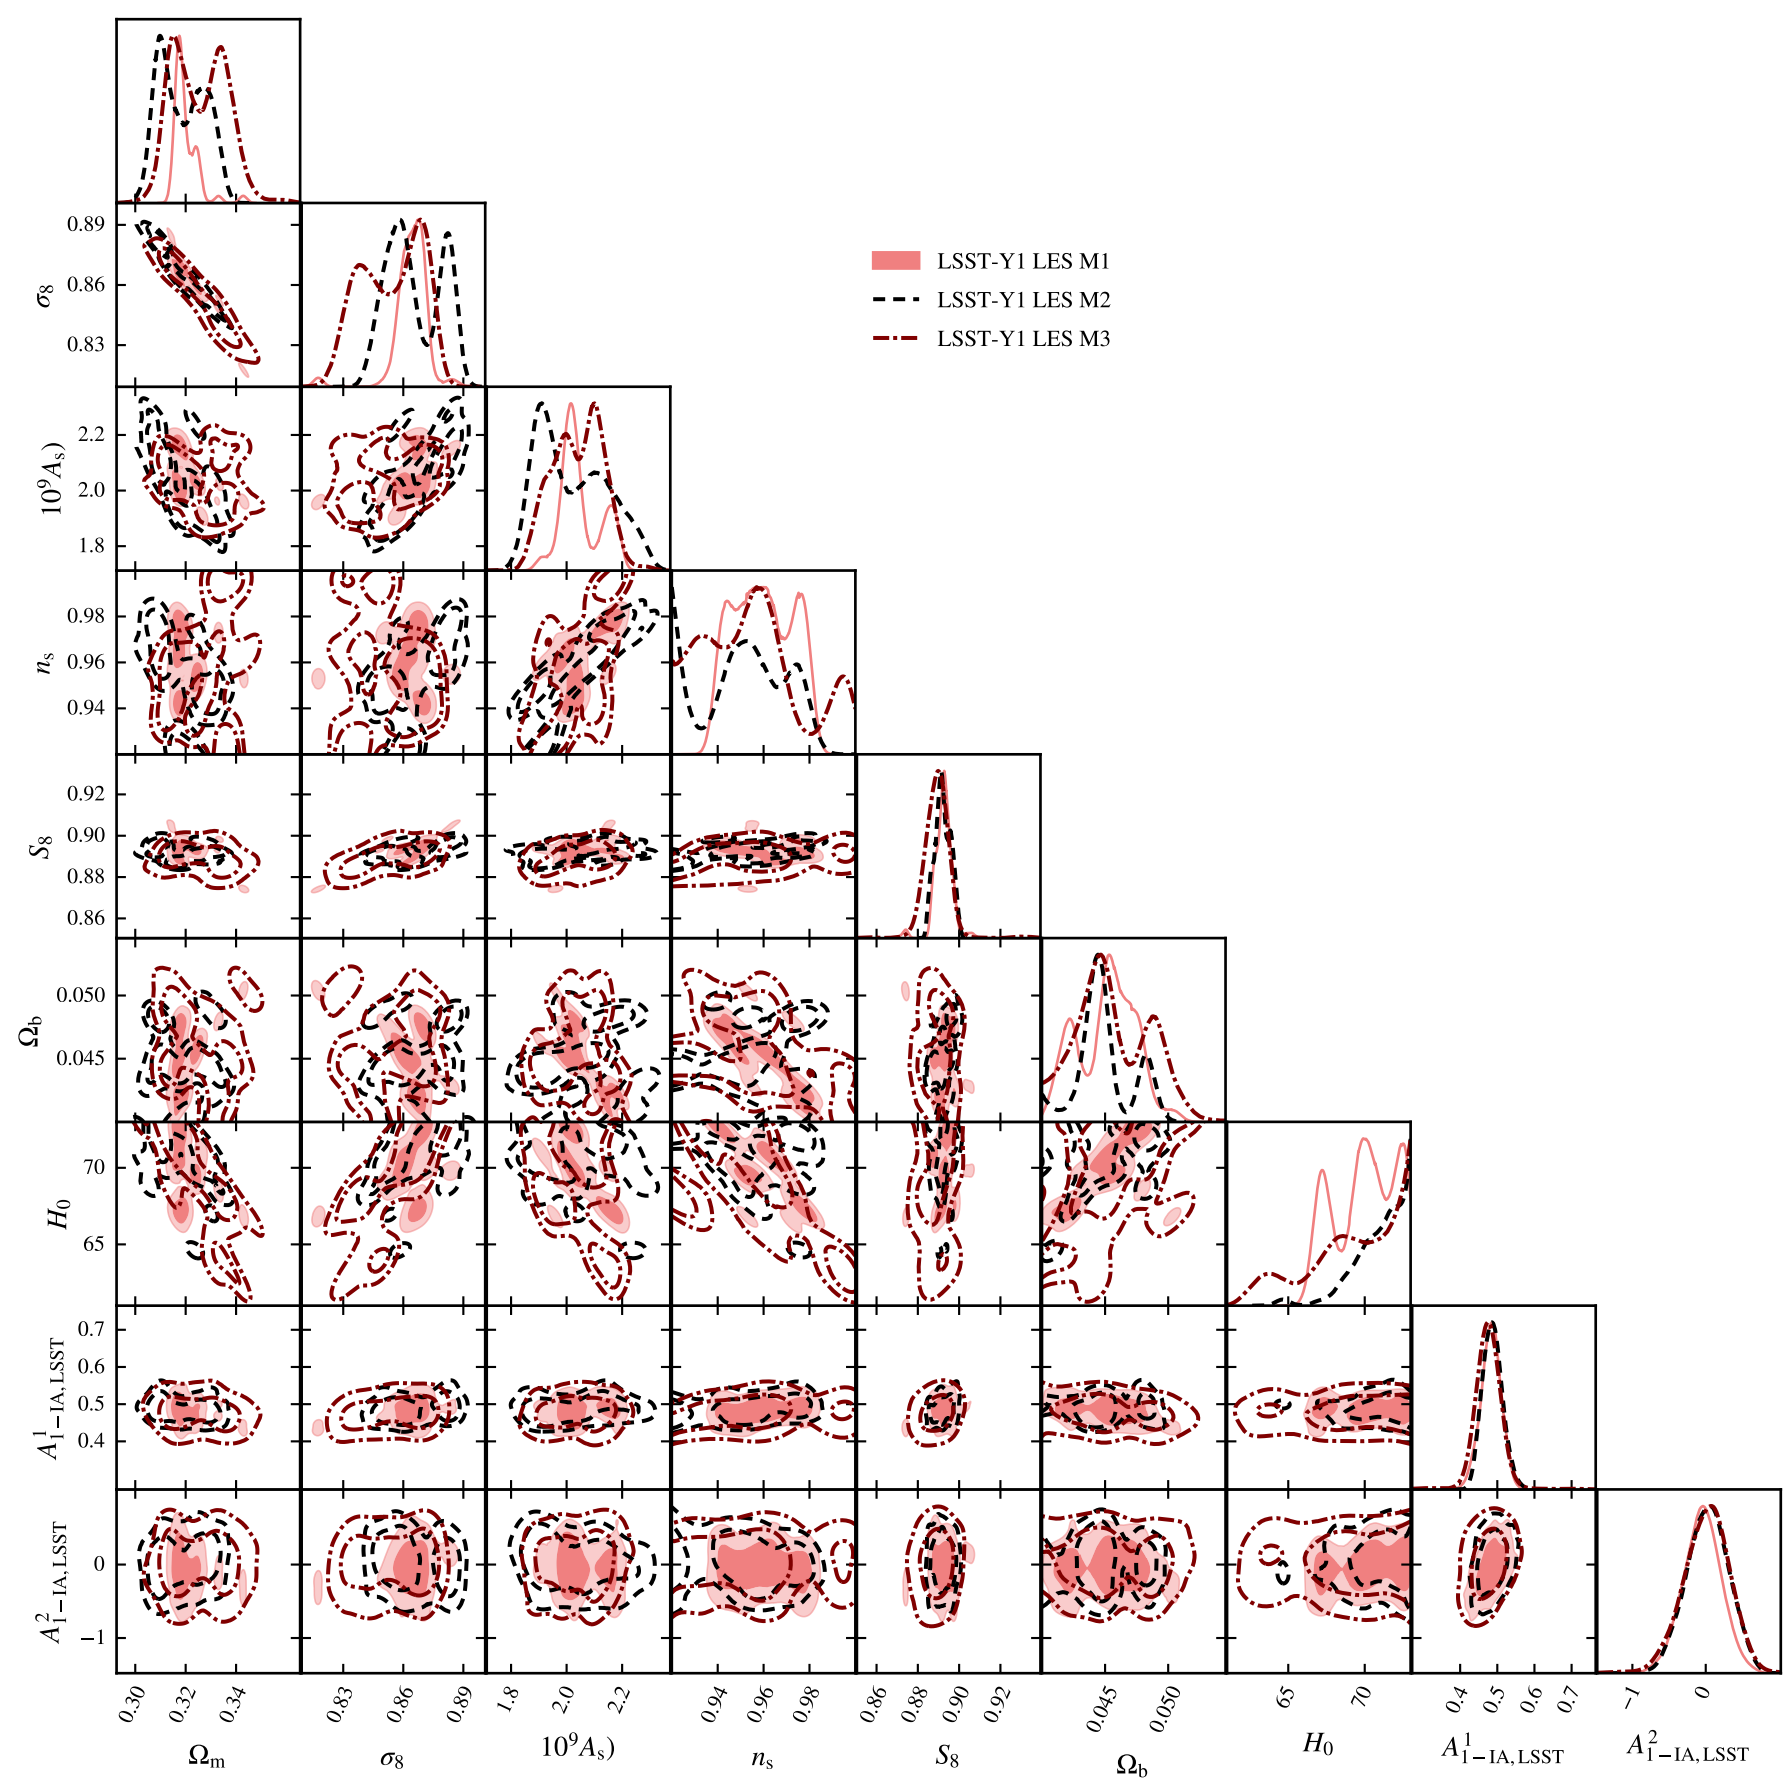 LSST-Y1 LES M1
LSST-Y1 LES M2
LSST-Y1 LES M3
0.89
0.86
0.83
σ8
2.2
2.0
1.8
10⁹Aₛ)
0.98
0.96
0.94
nₛ
0.92
0.90
0.88
0.86
S8
0.050
0.045
Ωb
70
65
H0
0.7
0.6
0.5
0.4
A¹1−IA, LSST
0
−1
A²1−IA, LSST
0.30 0.32 0.34 0.83 0.86 0.89 1.8 2.0 2.2 0.94 0.96 0.98 0.86 0.88 0.90 0.92 0.045 0.050 65 70 0.4 0.5 0.6 0.7 −1 0
Ωm σ8 10⁹Aₛ) nₛ S8 Ωb H0 A¹1−IA, LSST A²1−IA, LSST